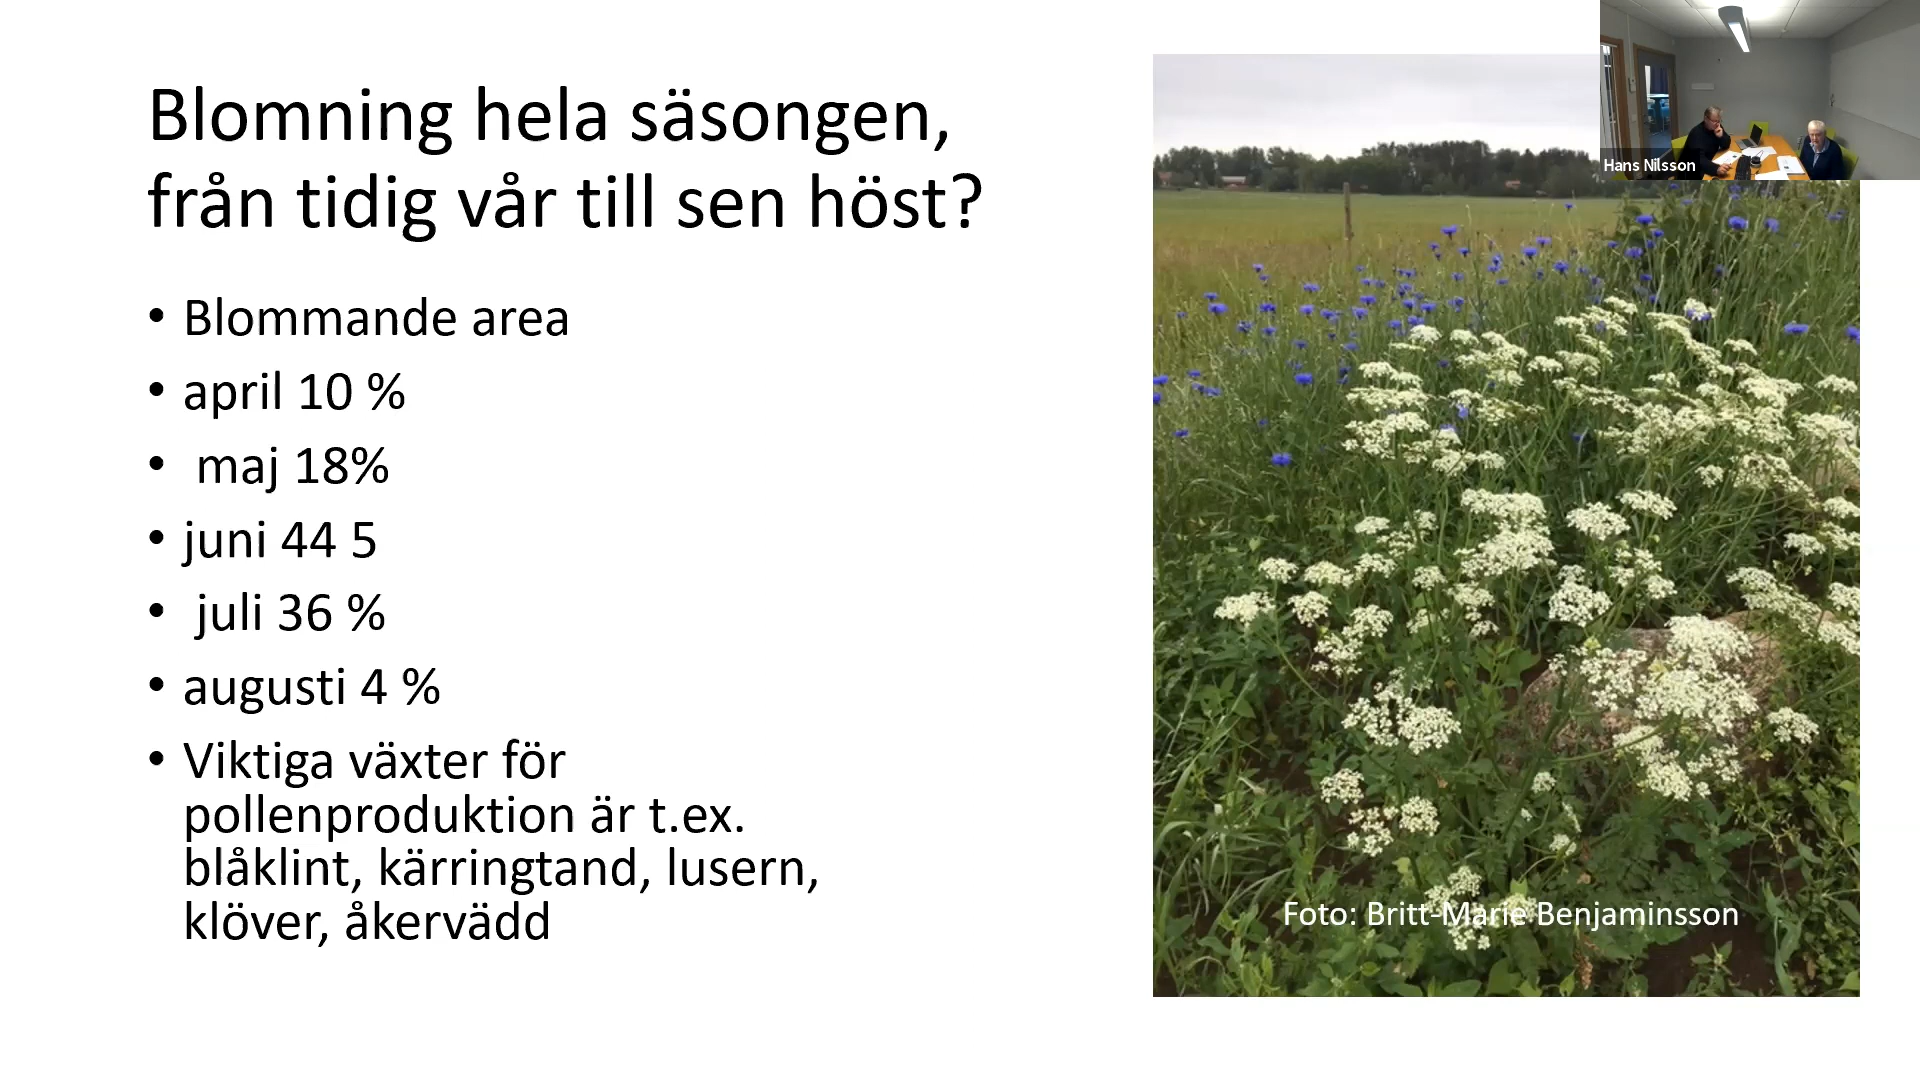 Blomning hela säsongen,
från tidig vår till sen höst?
• Blommande area
• april 10 %
• maj 18%
• juni 44 5
• juli 36 %
• augusti 4 %
• Viktiga växter för
pollenproduktion är t.ex.
blåklint, kärringtand, lusern,
klöver, åkervädd
Hans Nilsson
Foto: Britt-Marie Benjaminsson